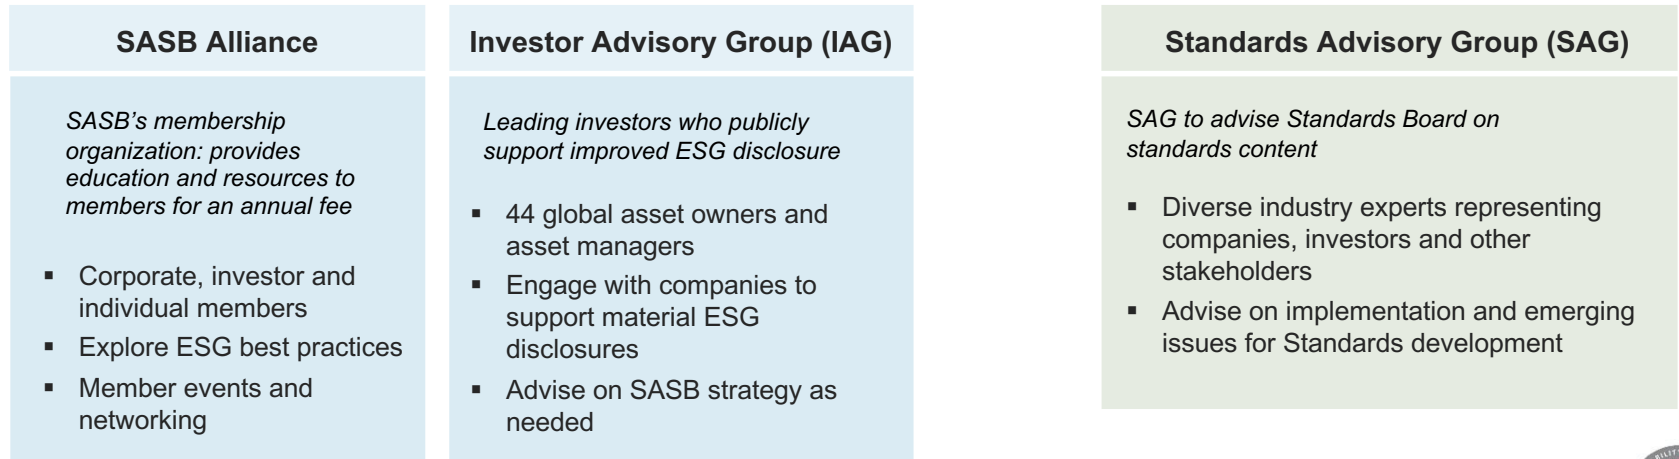 SASB Alliance
SASB’s membership
organization: provides
education and resources to
members for an annual fee
▪ Corporate, investor and
individual members
▪ Explore ESG best practices
▪ Member events and
networking
Investor Advisory Group (IAG)
Leading investors who publicly
support improved ESG disclosure
▪ 44 global asset owners and
asset managers
▪ Engage with companies to
support material ESG
disclosures
▪ Advise on SASB strategy as
needed
Standards Advisory Group (SAG)
SAG to advise Standards Board on
standards content
▪ Diverse industry experts representing
companies, investors and other
stakeholders
▪ Advise on implementation and emerging
issues for Standards development